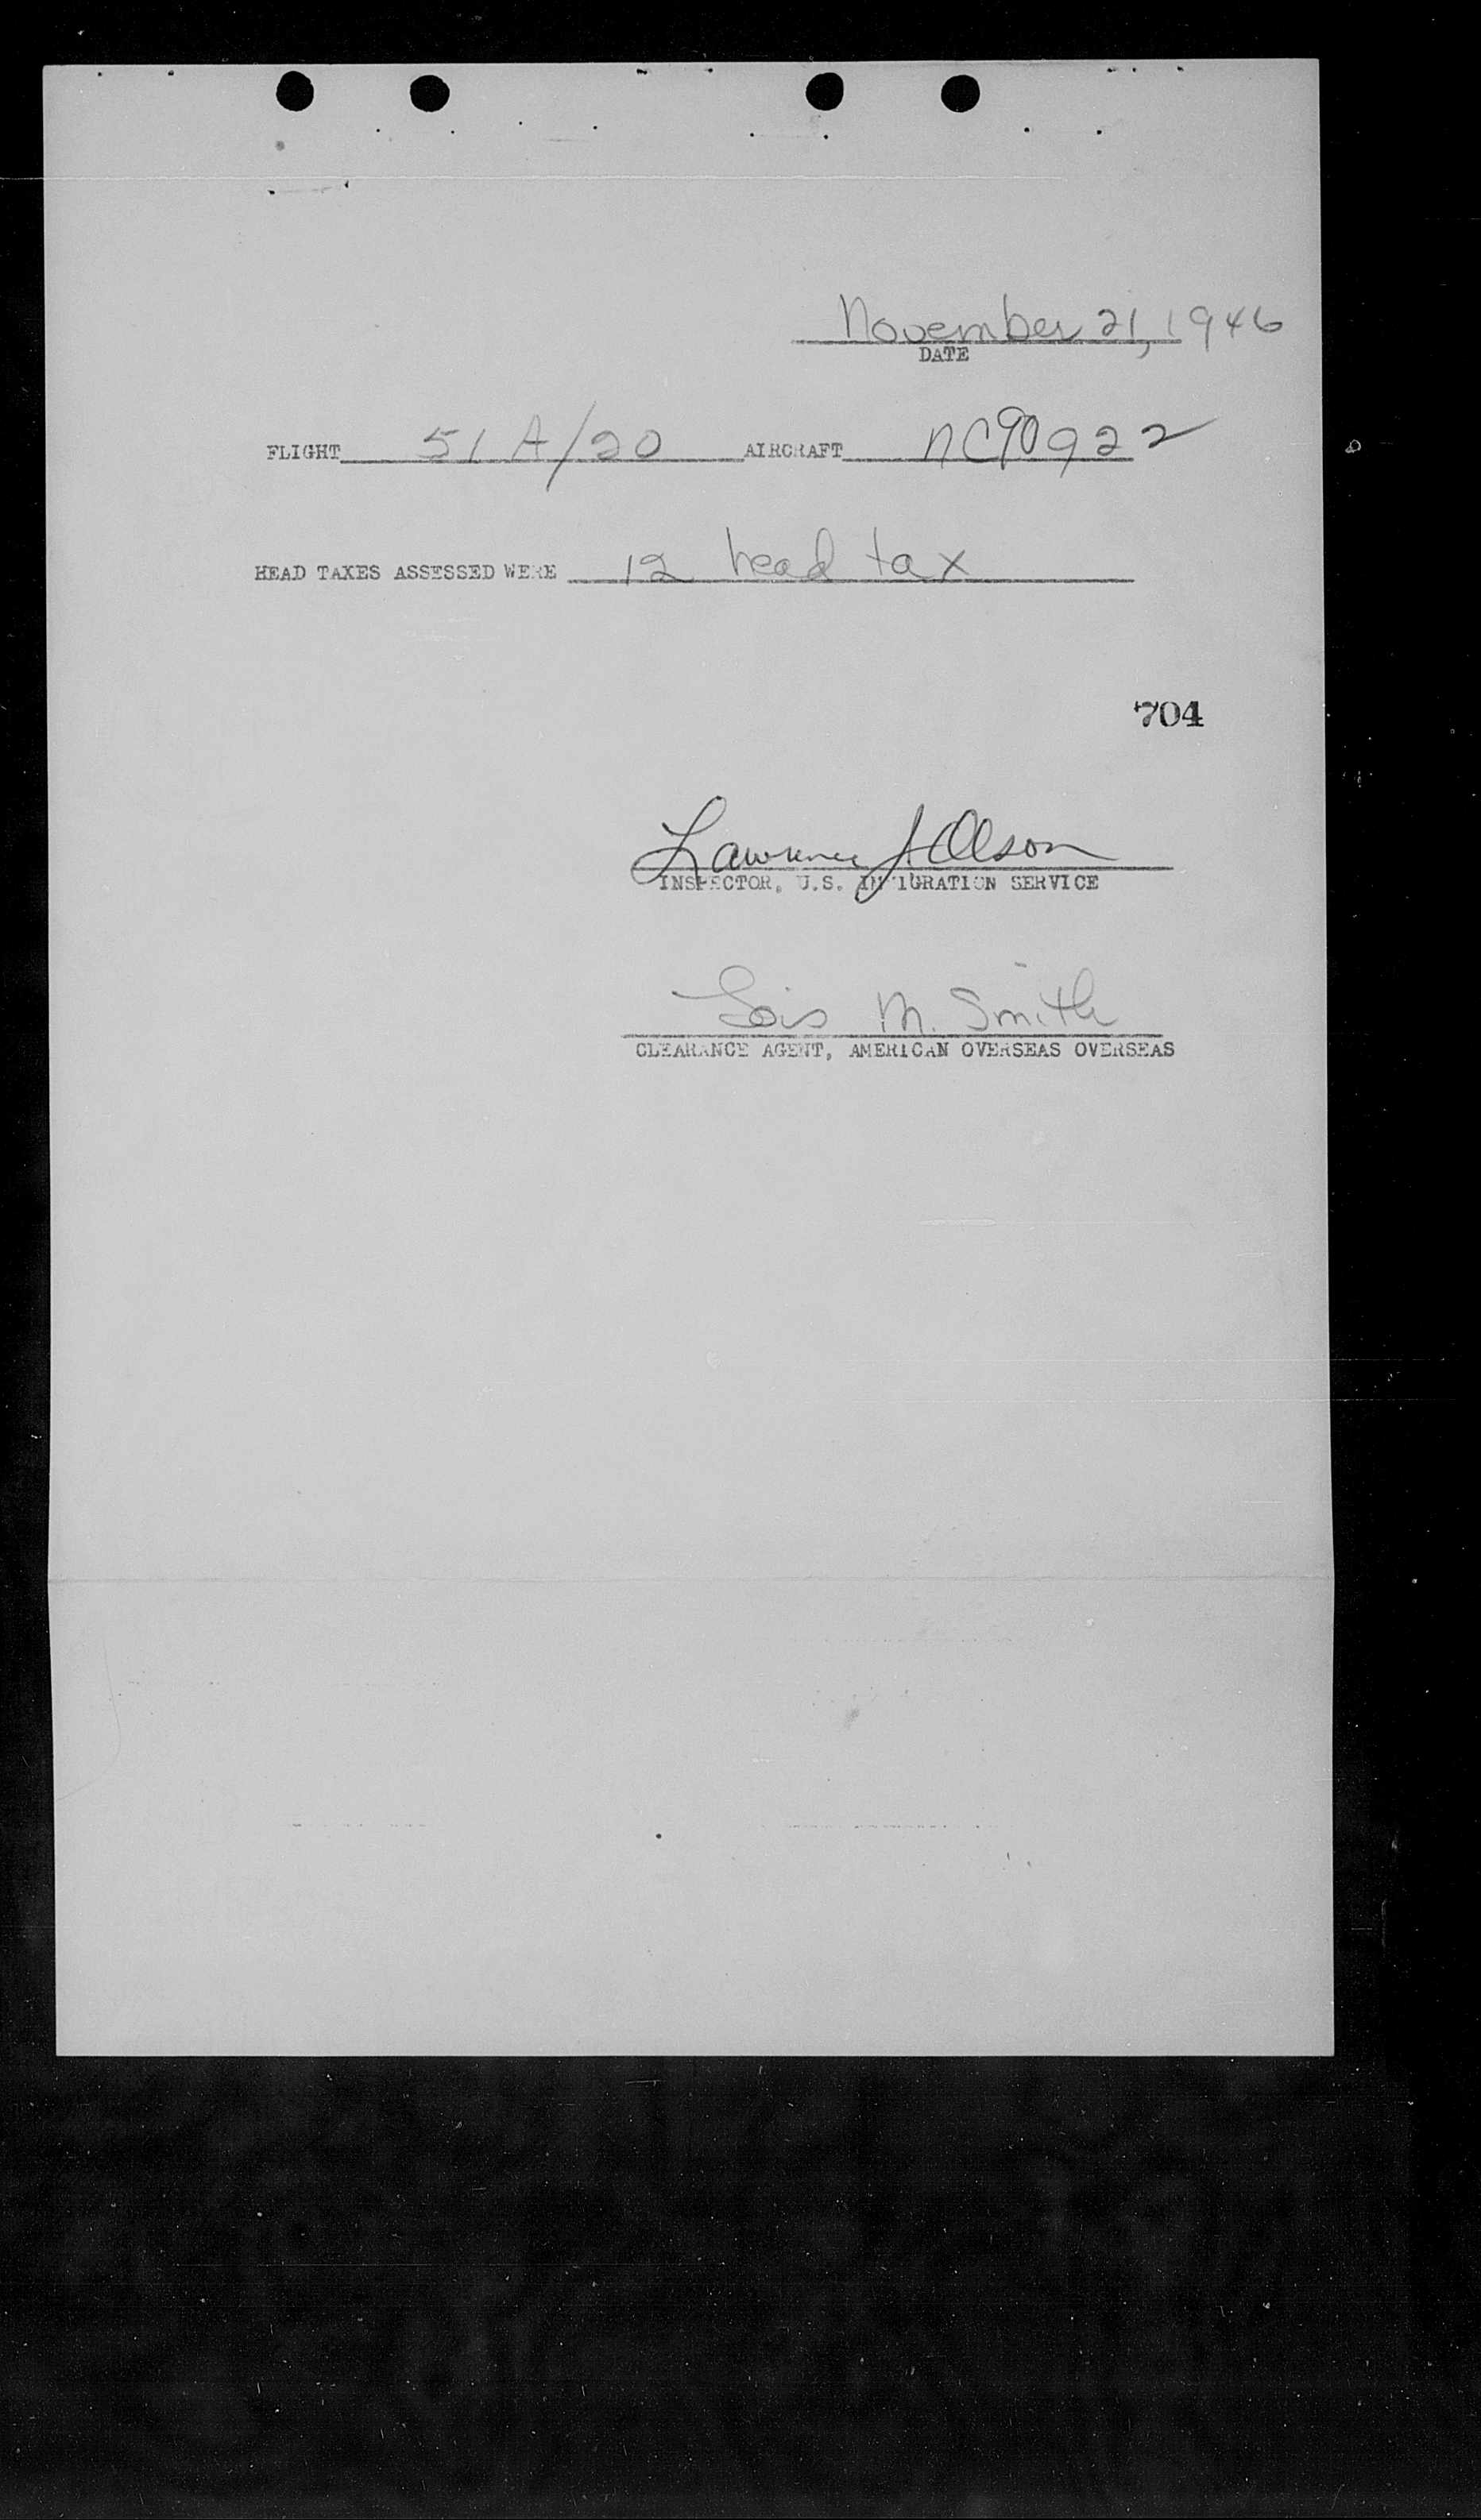 November 21, 1946
DATE
FLIGHT 51 A/20 AIRCRAFT NC90922
HEAD TAXES ASSESSED WERE 12 head tax
704
Lawrence J Olson
INSPECTOR, U.S. IMMIGRATION SERVICE
Lois M. Smith
CLEARANCE AGENT, AMERICAN OVERSEAS OVERSEAS